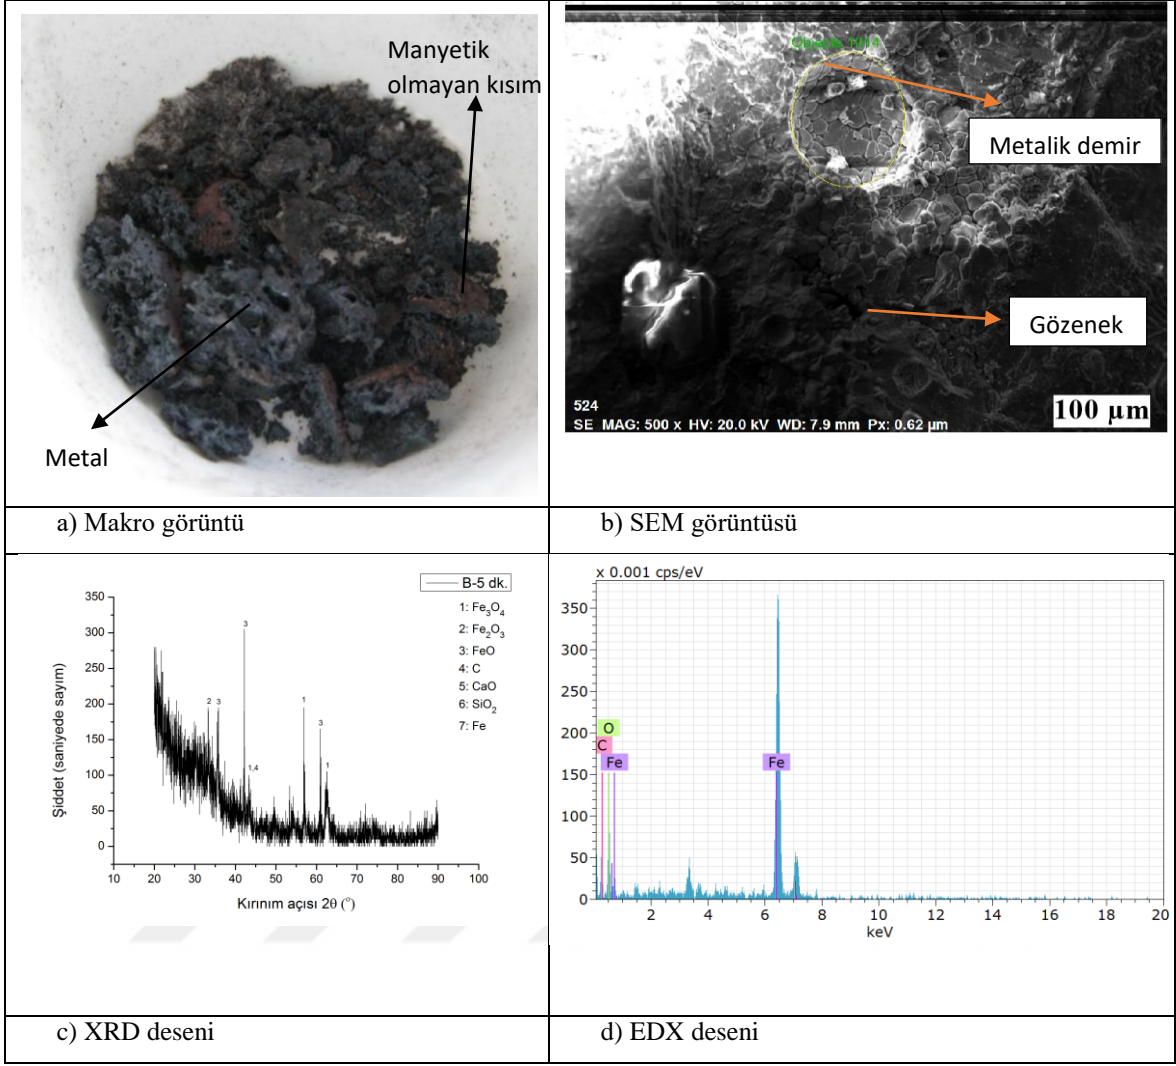 Manyetik
olmayan kısım
Metal
Objects 1014
Metalik demir
Gözenek
524
SE MAG: 500 x HV: 20.0 kV WD: 7.9 mm Px: 0.62 µm
100 µm
a) Makro görüntü
b) SEM görüntüsü
B-5 dk.
1: Fe3O4
2: Fe2O3
3: FeO
4: C
5: CaO
6: SiO2
7: Fe
Şiddet (saniyede sayım)
350
300
250
200
150
100
50
0
2
3
3
1,4
1
3
1
10 20 30 40 50 60 70 80 90 100
Kırınım açısı 2θ (°)
x 0.001 cps/eV
350
300
250
200
150
100
50
0
O
C
Fe
Fe
2 4 6 8 10 12 14 16 18 20
keV
c) XRD deseni
d) EDX deseni